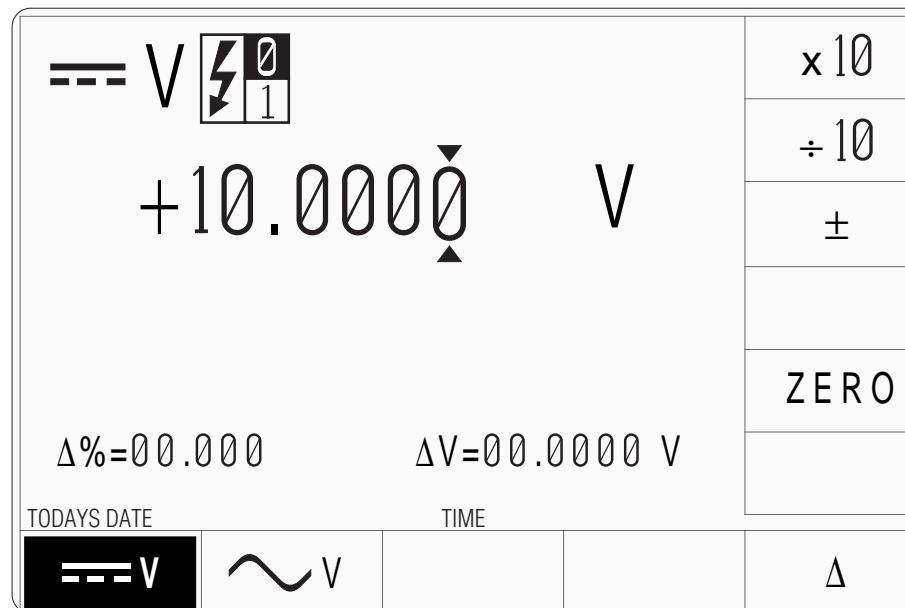 V 0
1
+10.0000 V
Δ%=00.000 ΔV=00.0000 V
TODAYS DATE TIME
x10
÷10
±
ZERO
V
V
Δ